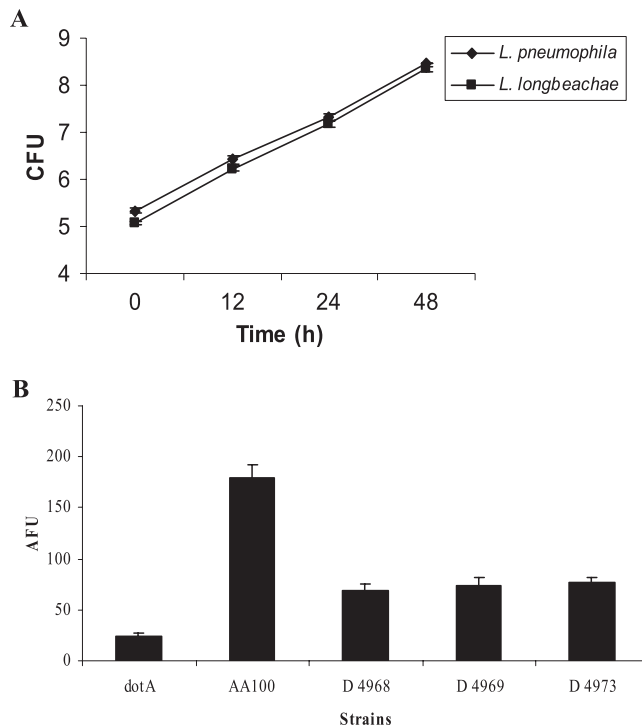 A
9
8
7
6
5
4
CFU
0 12 24 48
Time (h)
L. pneumophila
L. longbeachae
B
250
200
150
100
50
0
AFU
dotA AA100 D 4968 D 4969 D 4973
Strains